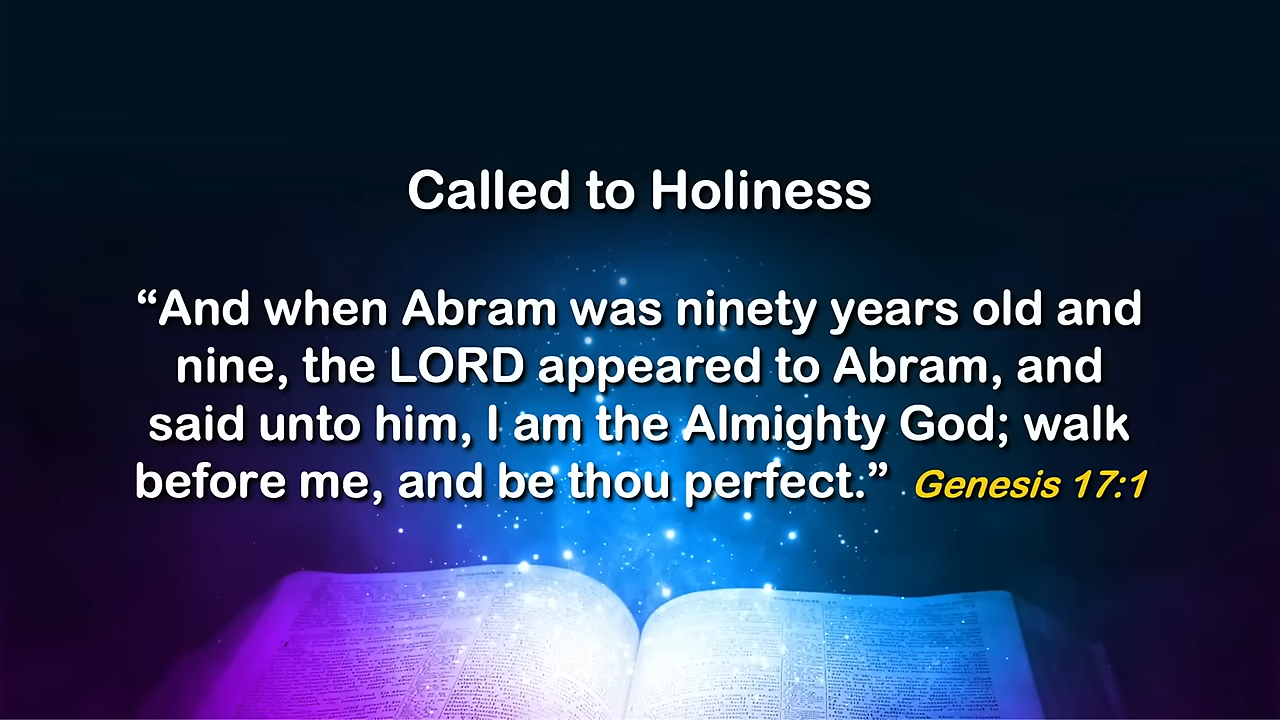 Called to Holiness
“And when Abram was ninety years old and
nine, the LORD appeared to Abram, and
said unto him, I am the Almighty God; walk
before me, and be thou perfect.” Genesis 17:1